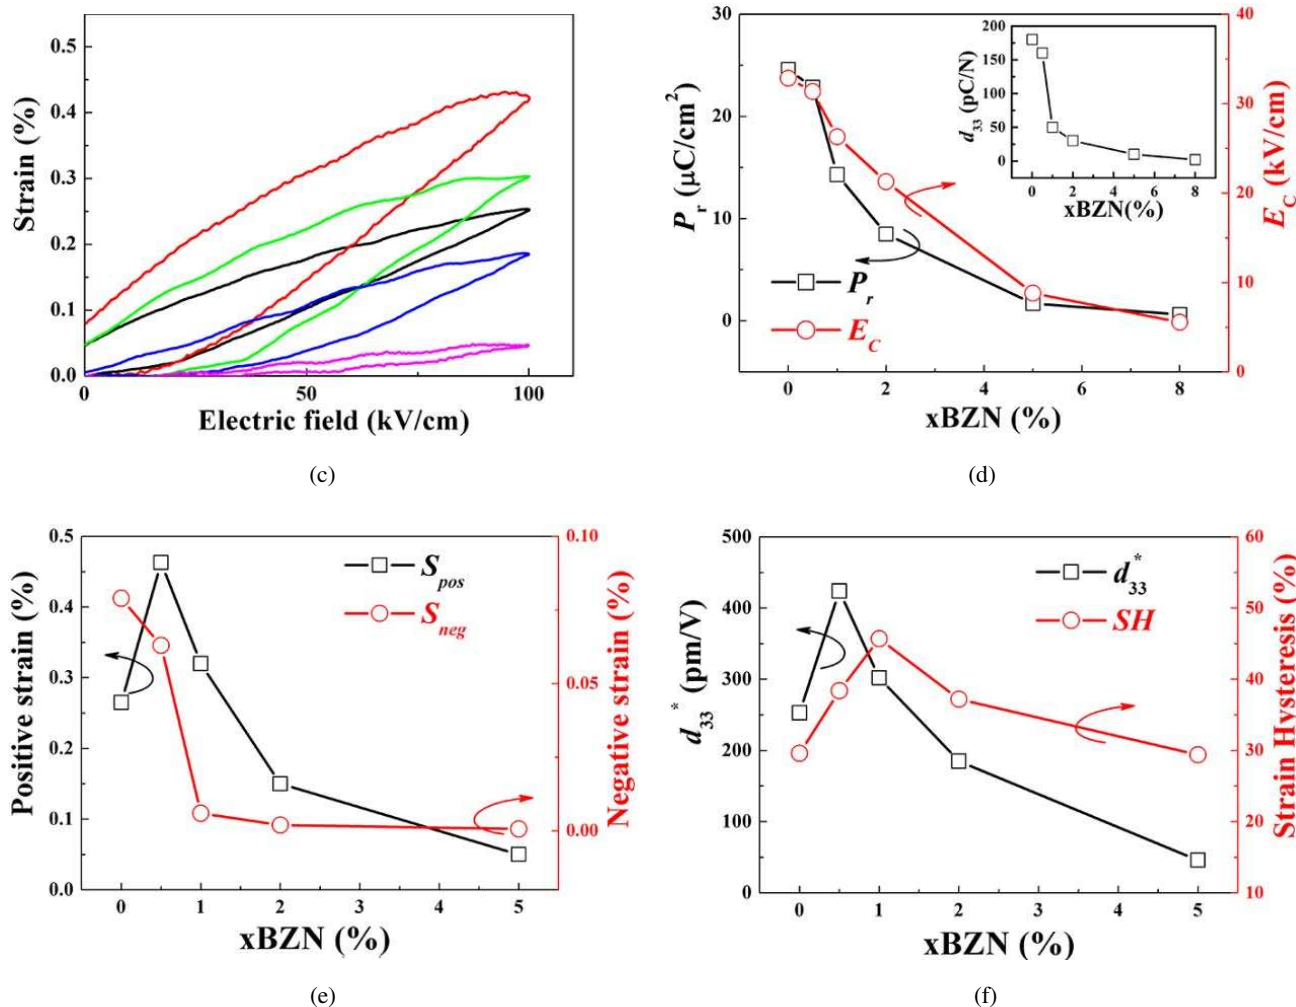 0.5
0.4
0.3
0.2
0.1
0.0
Strain (%)
0
50
100
Electric field (kV/cm)
(c)
30
20
10
0
P_r (μC/cm²)
40
30
20
10
0
E_C (kV/cm)
200
150
100
50
0
d_33 (pC/N)
0 2 4 6 8
xBZN(%)
P_r
E_C
0 2 4 6 8
xBZN (%)
(d)
0.5
0.4
0.3
0.2
0.1
0.0
Positive strain (%)
0.10
0.05
0.00
Negative strain (%)
S_pos
S_neg
0 1 2 3 4 5
xBZN (%)
(e)
500
400
300
200
100
0
d_33^* (pm/V)
60
50
40
30
20
10
Strain Hysteresis (%)
d_33^*
SH
0 1 2 3 4 5
xBZN (%)
(f)